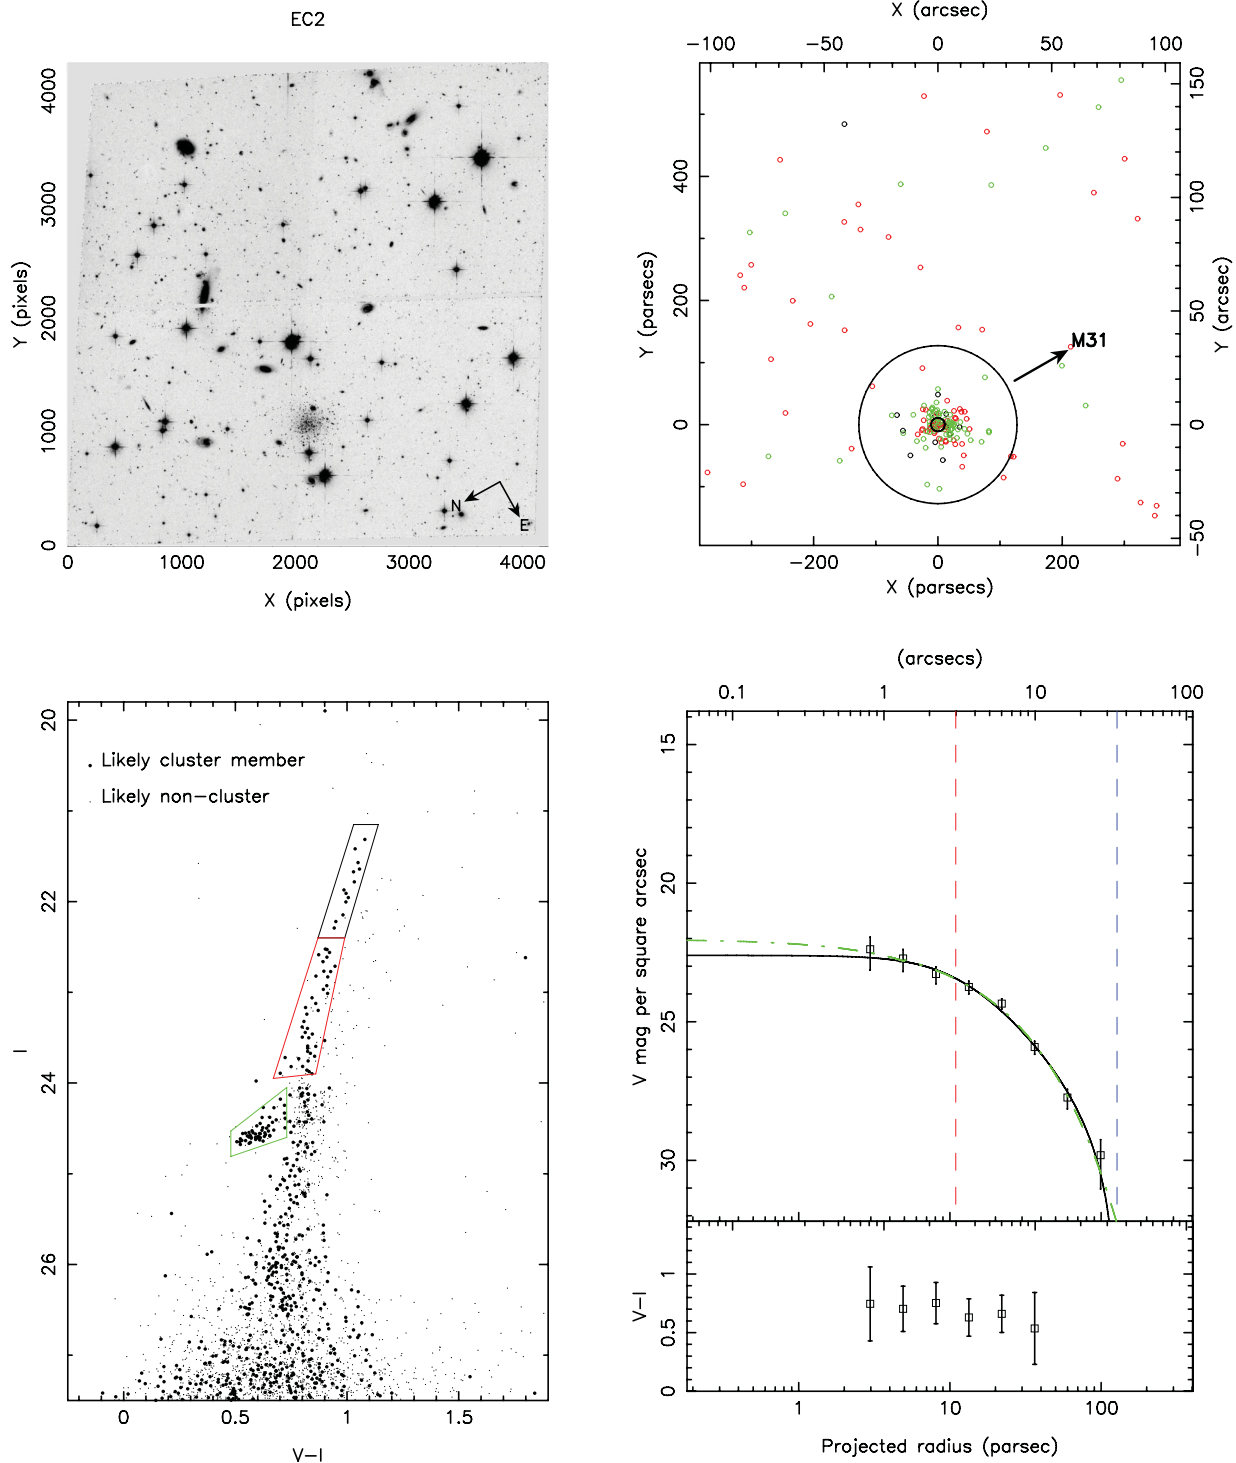 EC2
4000
3000
2000
1000
0
Y (pixels)
N
E
0 1000 2000 3000 4000
X (pixels)
X (arcsec)
−100 −50 0 50 100
400
200
0
Y (parsecs)
M31
150
100
50
0
−50
Y (arcsec)
−200 0 200
X (parsecs)
20
22
24
26
I
Likely cluster member
Likely non−cluster
0 0.5 1 1.5
V−I
(arcsecs)
0.1 1 10 100
15
20
25
30
V mag per square arcsec
1
0.5
0
V−I
1 10 100
Projected radius (parsec)